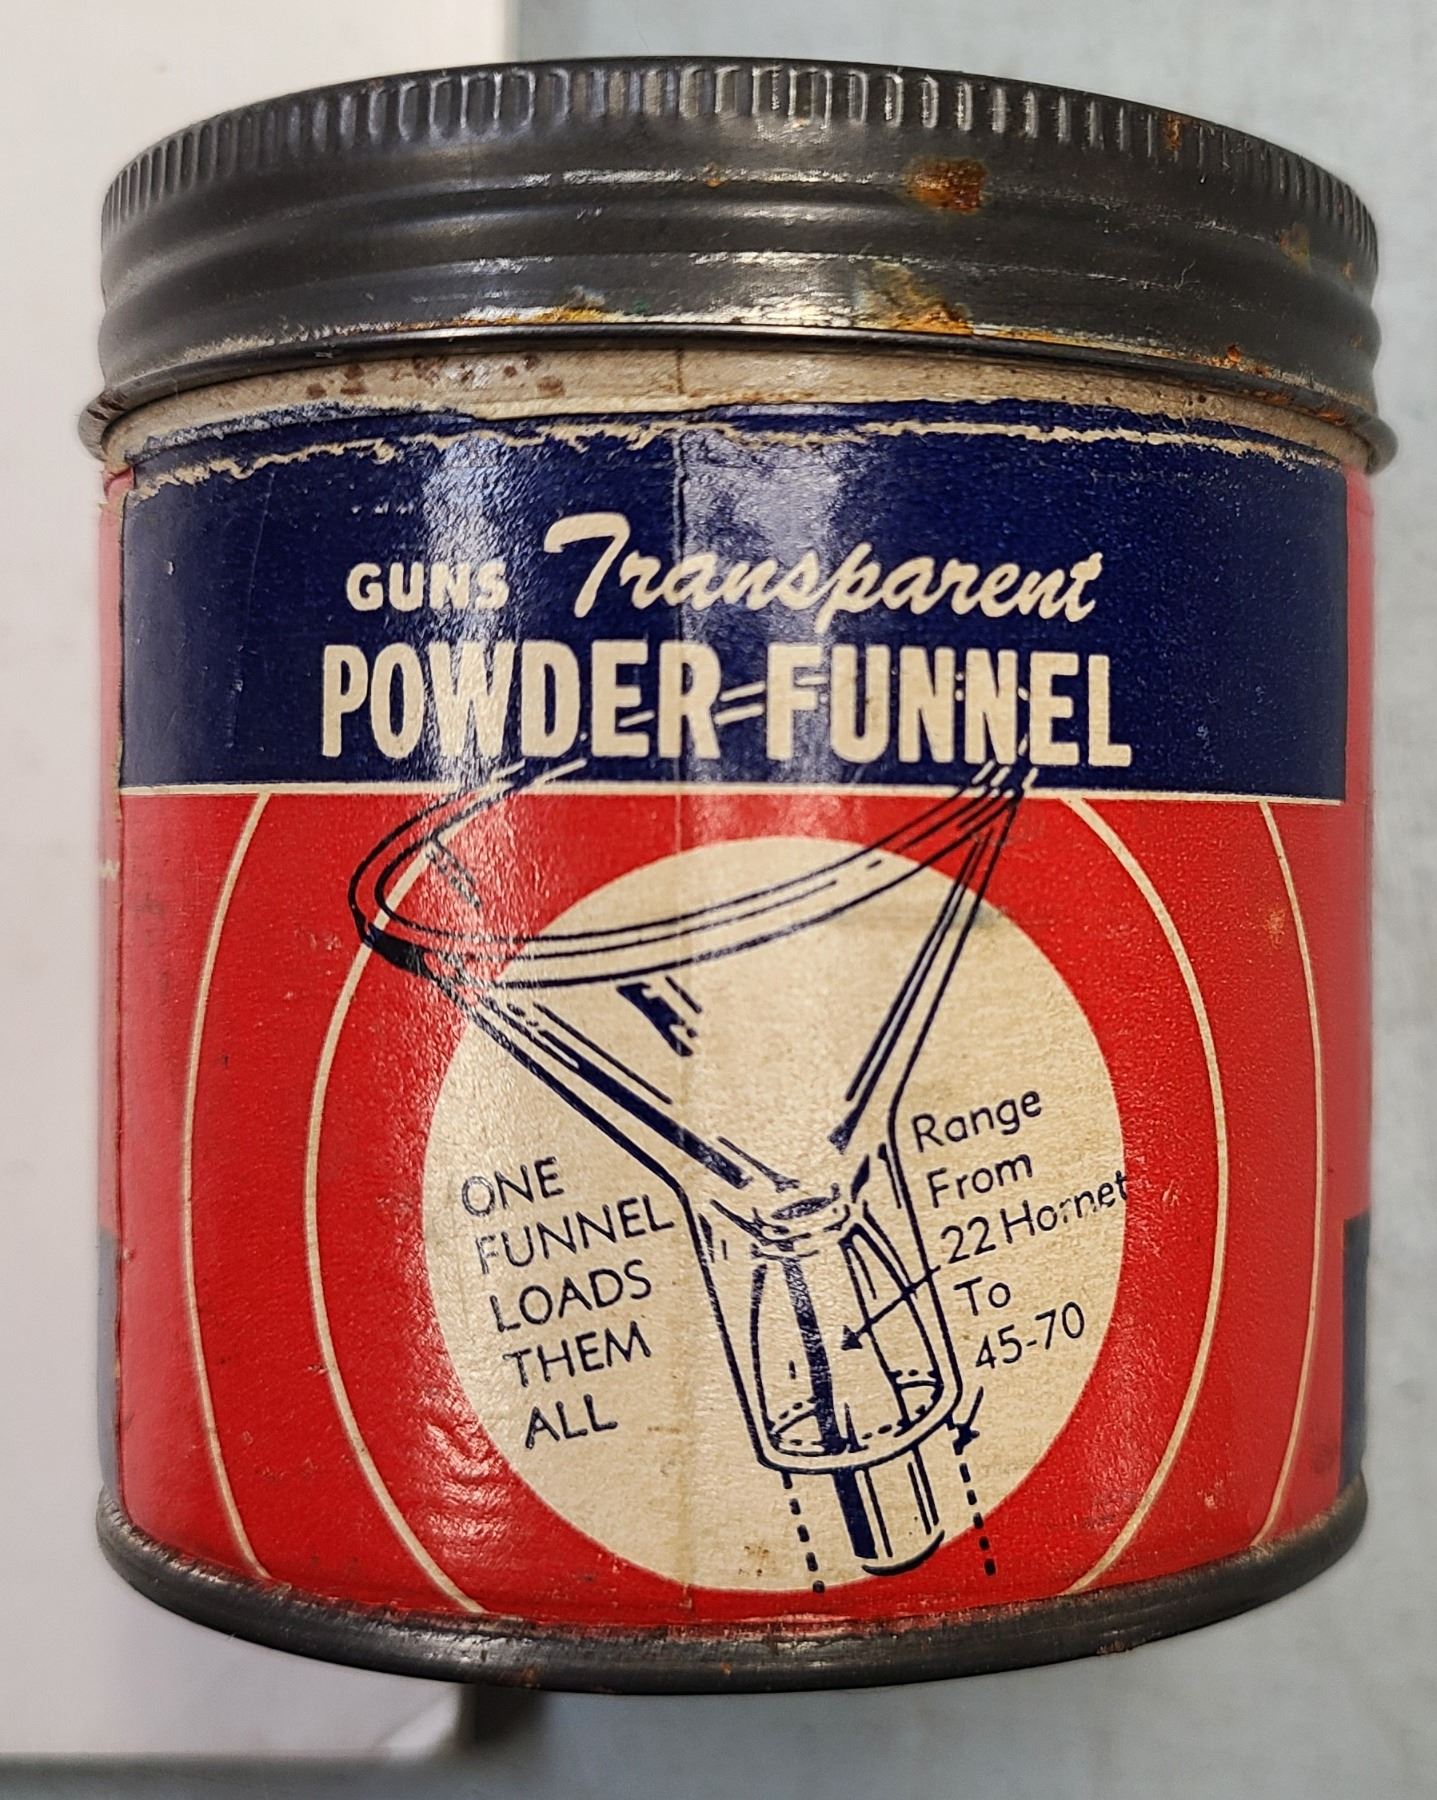 GUNS Transparent
POWDER FUNNEL
ONE
FUNNEL
LOADS
THEM
ALL
Range
From
22 Hornet
To
45-70